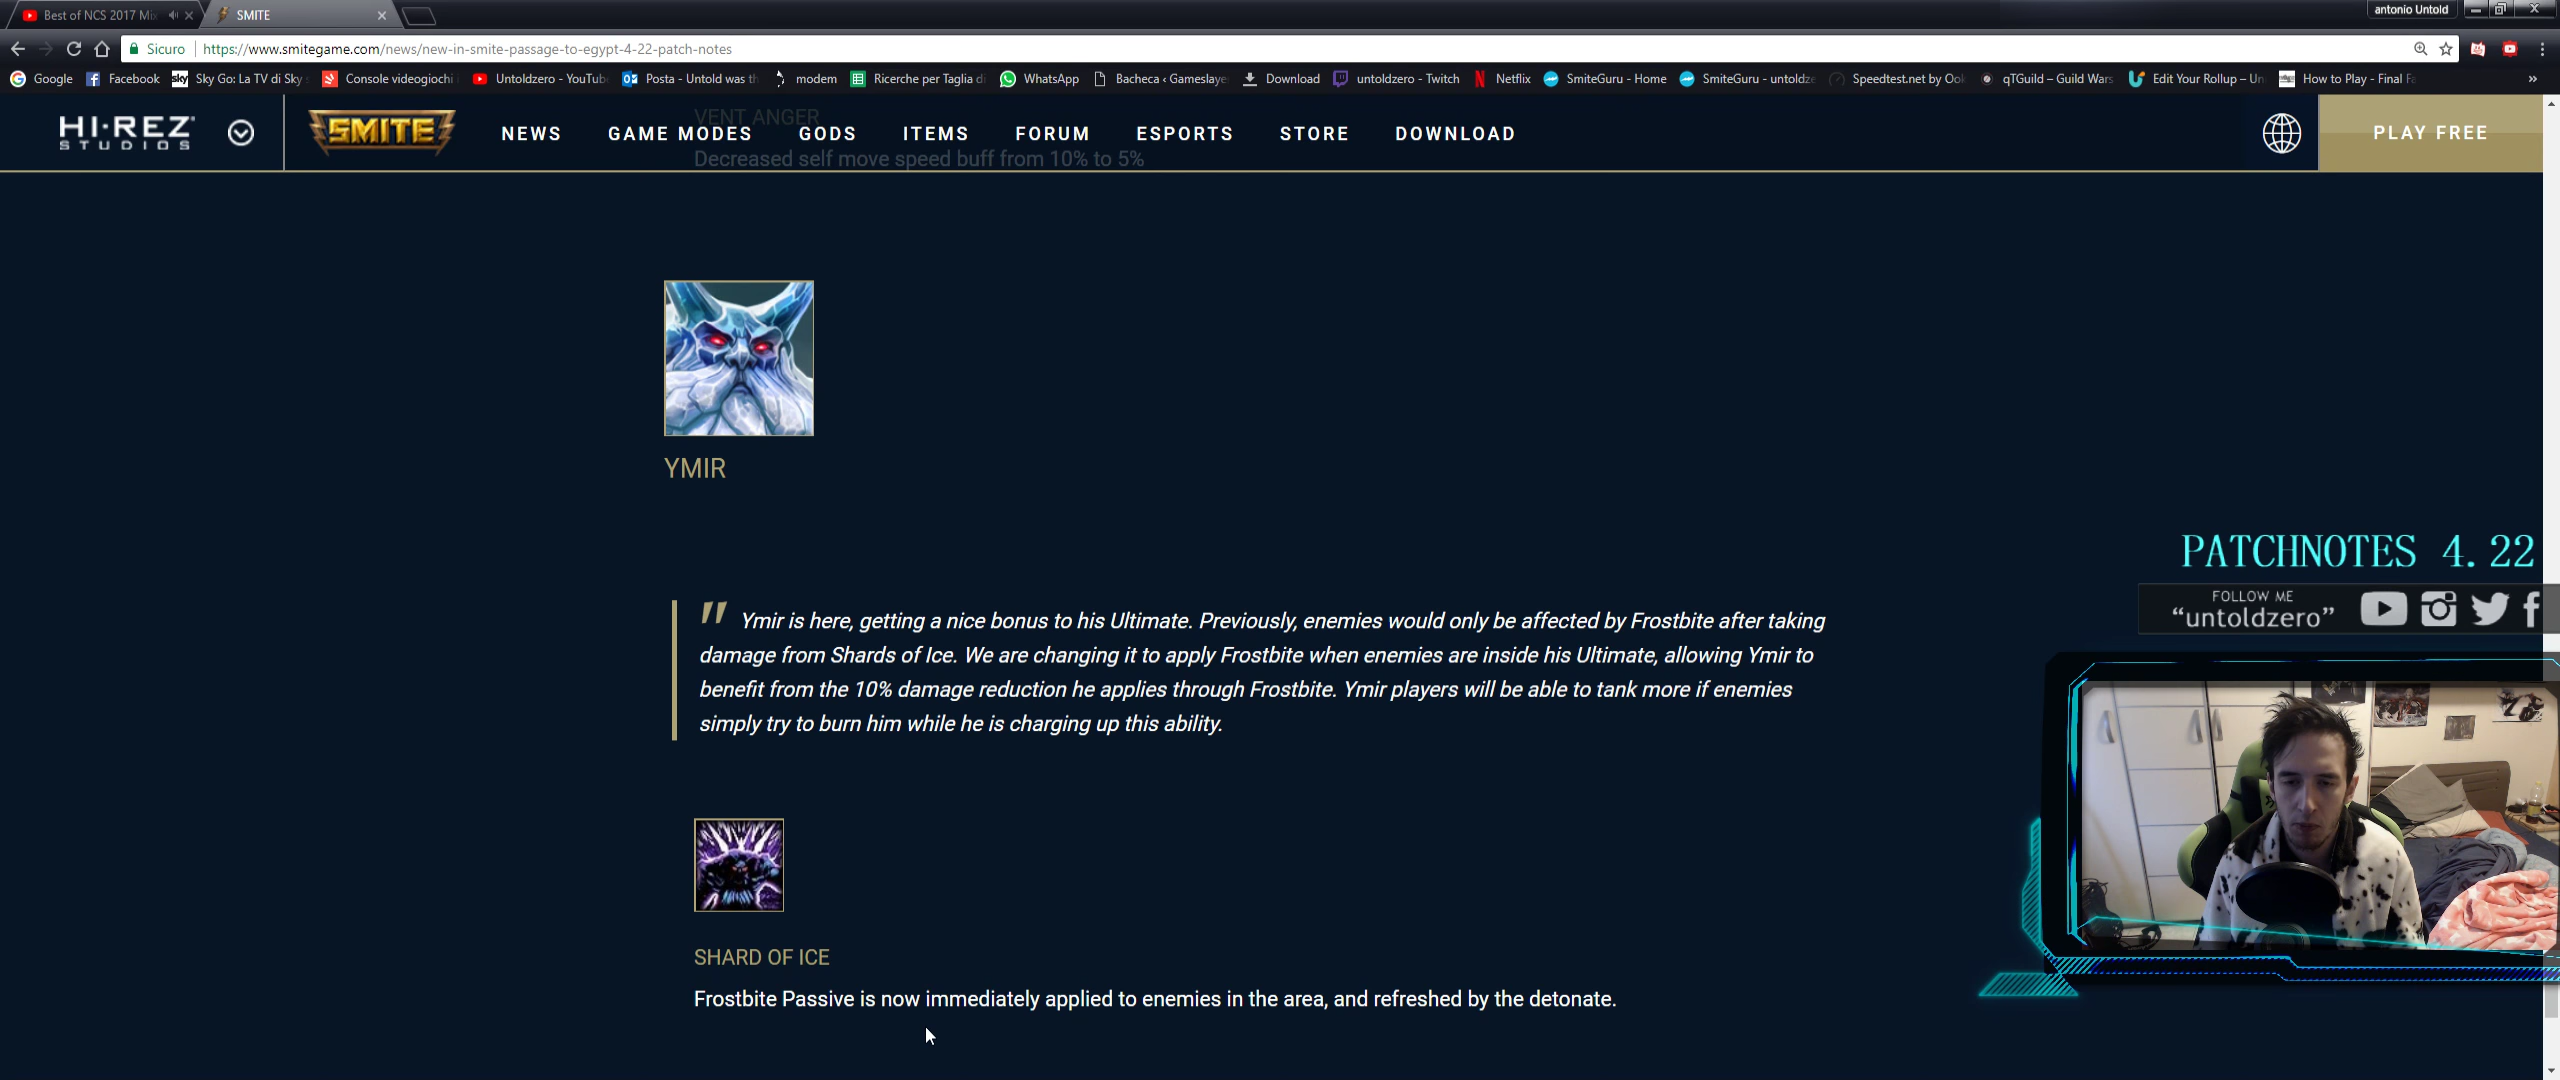 Best of NCS 2017 Mix
SMITE
antonio Untold
Sicuro https://www.smitegame.com/news/new-in-smite-passage-to-egypt-4-22-patch-notes
Google Facebook sky Sky Go: La TV di Sky Console videogiochi Untoldzero - YouTube Posta - Untold was th modem Ricerche per Taglia di WhatsApp Bacheca ‹ Gameslaye Download untoldzero - Twitch Netflix SmiteGuru - Home SmiteGuru - untoldze Speedtest.net by Ook qTGuild – Guild Wars Edit Your Rollup – Un How to Play - Final Fa »
HI-REZ STUDIOS SMITE NEWS GAME MODES GODS ITEMS FORUM ESPORTS STORE DOWNLOAD PLAY FREE
VENT ANGER
Decreased self move speed buff from 10% to 5%
YMIR
" Ymir is here, getting a nice bonus to his Ultimate. Previously, enemies would only be affected by Frostbite after taking
damage from Shards of Ice. We are changing it to apply Frostbite when enemies are inside his Ultimate, allowing Ymir to
benefit from the 10% damage reduction he applies through Frostbite. Ymir players will be able to tank more if enemies
simply try to burn him while he is charging up this ability.
SHARD OF ICE
Frostbite Passive is now immediately applied to enemies in the area, and refreshed by the detonate.
PATCHNOTES 4.22
FOLLOW ME
“untoldzero”